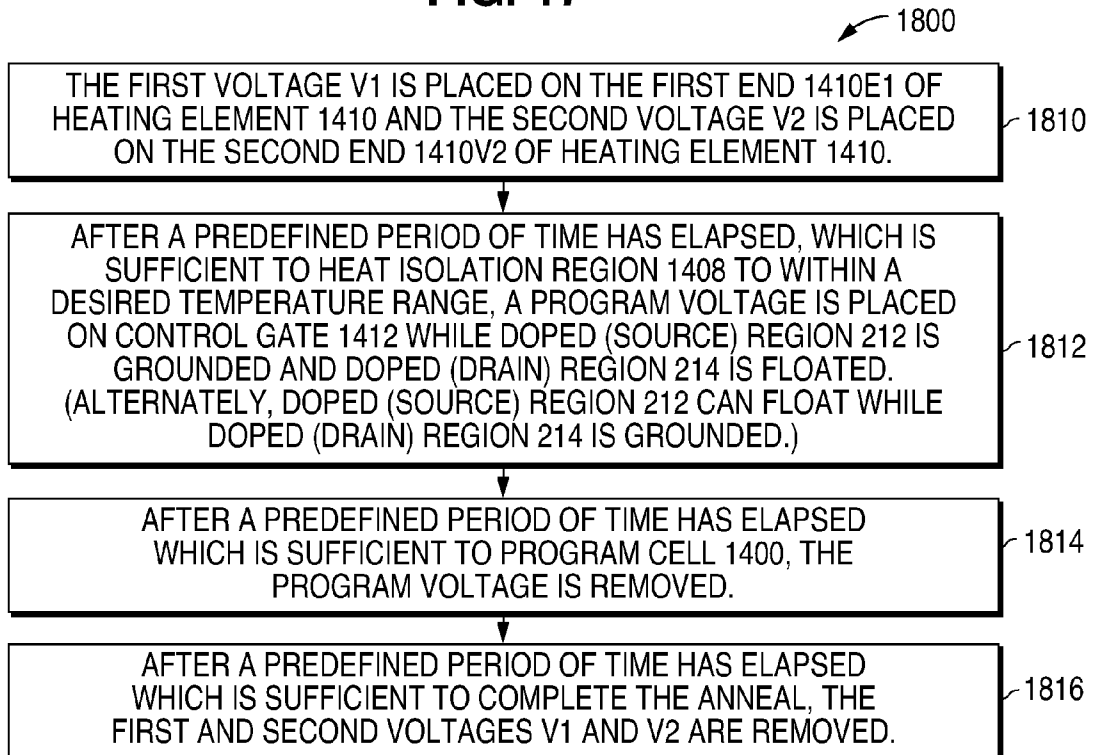 1800
THE FIRST VOLTAGE V1 IS PLACED ON THE FIRST END 1410E1 OF
HEATING ELEMENT 1410 AND THE SECOND VOLTAGE V2 IS PLACED
ON THE SECOND END 1410V2 OF HEATING ELEMENT 1410.
1810
AFTER A PREDEFINED PERIOD OF TIME HAS ELAPSED, WHICH IS
SUFFICIENT TO HEAT ISOLATION REGION 1408 TO WITHIN A
DESIRED TEMPERATURE RANGE, A PROGRAM VOLTAGE IS PLACED
ON CONTROL GATE 1412 WHILE DOPED (SOURCE) REGION 212 IS
GROUNDED AND DOPED (DRAIN) REGION 214 IS FLOATED.
(ALTERNATELY, DOPED (SOURCE) REGION 212 CAN FLOAT WHILE
DOPED (DRAIN) REGION 214 IS GROUNDED.)
1812
AFTER A PREDEFINED PERIOD OF TIME HAS ELAPSED
WHICH IS SUFFICIENT TO PROGRAM CELL 1400, THE
PROGRAM VOLTAGE IS REMOVED.
1814
AFTER A PREDEFINED PERIOD OF TIME HAS ELAPSED
WHICH IS SUFFICIENT TO COMPLETE THE ANNEAL, THE
FIRST AND SECOND VOLTAGES V1 AND V2 ARE REMOVED.
1816